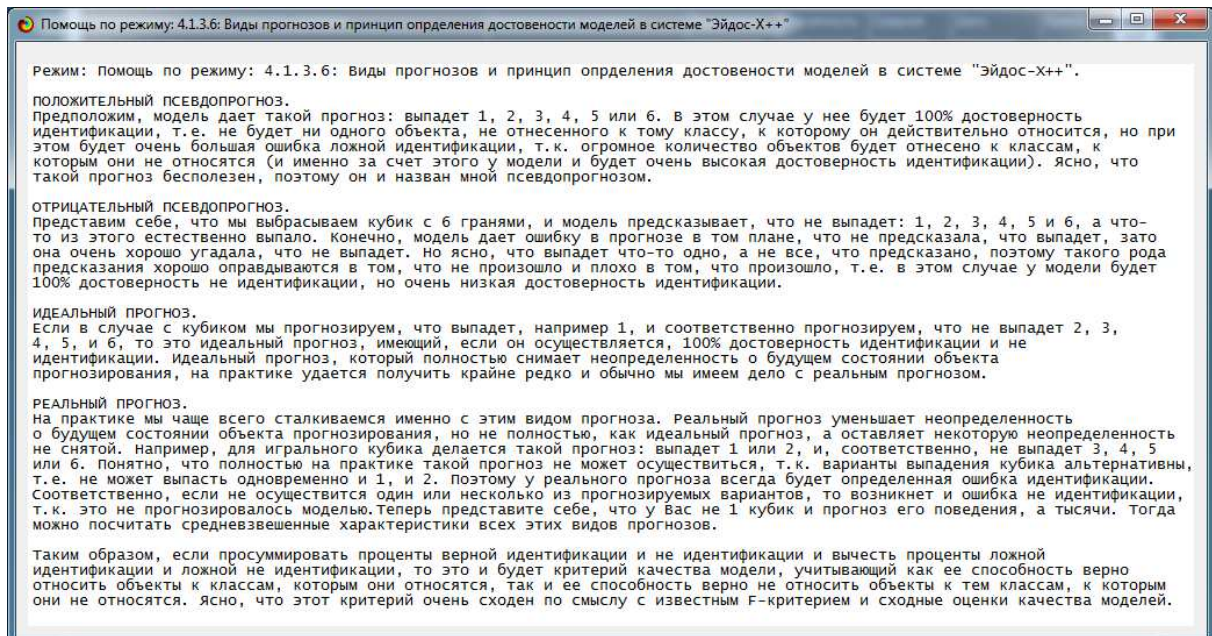 Помощь по режиму: 4.1.3.6: Виды прогнозов и принцип опрделения достовености моделей в системе "Эйдос-X++"
Режим: Помощь по режиму: 4.1.3.6: Виды прогнозов и принцип опрделения достовености моделей в системе "Эйдос-X++".
ПОЛОЖИТЕЛЬНЫЙ ПСЕВДОПРОГНОЗ.
Предположим, модель дает такой прогноз: выпадет 1, 2, 3, 4, 5 или 6. В этом случае у нее будет 100% достоверность
идентификации, т.е. не будет ни одного объекта, не отнесенного к тому классу, к которому он действительно относится, но при
этом будет очень большая ошибка ложной идентификации, т.к. огромное количество объектов будет отнесено к классам, к
которым они не относятся (и именно за счет этого у модели и будет очень высокая достоверность идентификации). Ясно, что
такой прогноз бесполезен, поэтому он и назван мной псевдопрогнозом.
ОТРИЦАТЕЛЬНЫЙ ПСЕВДОПРОГНОЗ.
Представим себе, что мы выбрасываем кубик с 6 гранями, и модель предсказывает, что не выпадет: 1, 2, 3, 4, 5 и 6, а что-
то из этого естественно выпало. Конечно, модель дает ошибку в прогнозе в том плане, что не предсказала, что выпадет, зато
она очень хорошо угадала, что не выпадет. Но ясно, что выпадет что-то одно, а не все, что предсказано, поэтому такого рода
предсказания хорошо оправдываются в том, что не произошло и плохо в том, что произошло, т.е. в этом случае у модели будет
100% достоверность не идентификации, но очень низкая достоверность идентификации.
ИДЕАЛЬНЫЙ ПРОГНОЗ.
Если в случае с кубиком мы прогнозируем, что выпадет, например 1, и соответственно прогнозируем, что не выпадет 2, 3,
4, 5, и 6, то это идеальный прогноз, имеющий, если он осуществляется, 100% достоверность идентификации и не
идентификации. Идеальный прогноз, который полностью снимает неопределенность о будущем состоянии объекта
прогнозирования, на практике удается получить крайне редко и обычно мы имеем дело с реальным прогнозом.
РЕАЛЬНЫЙ ПРОГНОЗ.
На практике мы чаще всего сталкиваемся именно с этим видом прогноза. Реальный прогноз уменьшает неопределенность
о будущем состоянии объекта прогнозирования, но не полностью, как идеальный прогноз, а оставляет некоторую неопределенность
не снятой. Например, для игрального кубика делается такой прогноз: выпадет 1 или 2, и, соответственно, не выпадет 3, 4, 5
или 6. Понятно, что полностью на практике такой прогноз не может осуществиться, т.к. варианты выпадения кубика альтернативны,
т.е. не может выпасть одновременно и 1, и 2. Поэтому у реального прогноза всегда будет определенная ошибка идентификации.
Соответственно, если не осуществится один или несколько из прогнозируемых вариантов, то возникнет и ошибка не идентификации,
т.к. это не прогнозировалось моделью.Теперь представите себе, что у Вас не 1 кубик и прогноз его поведения, а тысячи. Тогда
можно посчитать средневзвешенные характеристики всех этих видов прогнозов.
Таким образом, если просуммировать проценты верной идентификации и не идентификации и вычесть проценты ложной
идентификации и ложной не идентификации, то это и будет критерий качества модели, учитывающий как ее способность верно
относить объекты к классам, которым они относятся, так и ее способность верно не относить объекты к тем классам, к которым
они не относятся. Ясно, что этот критерий очень сходен по смыслу с известным F-критерием и сходные оценки качества моделей.